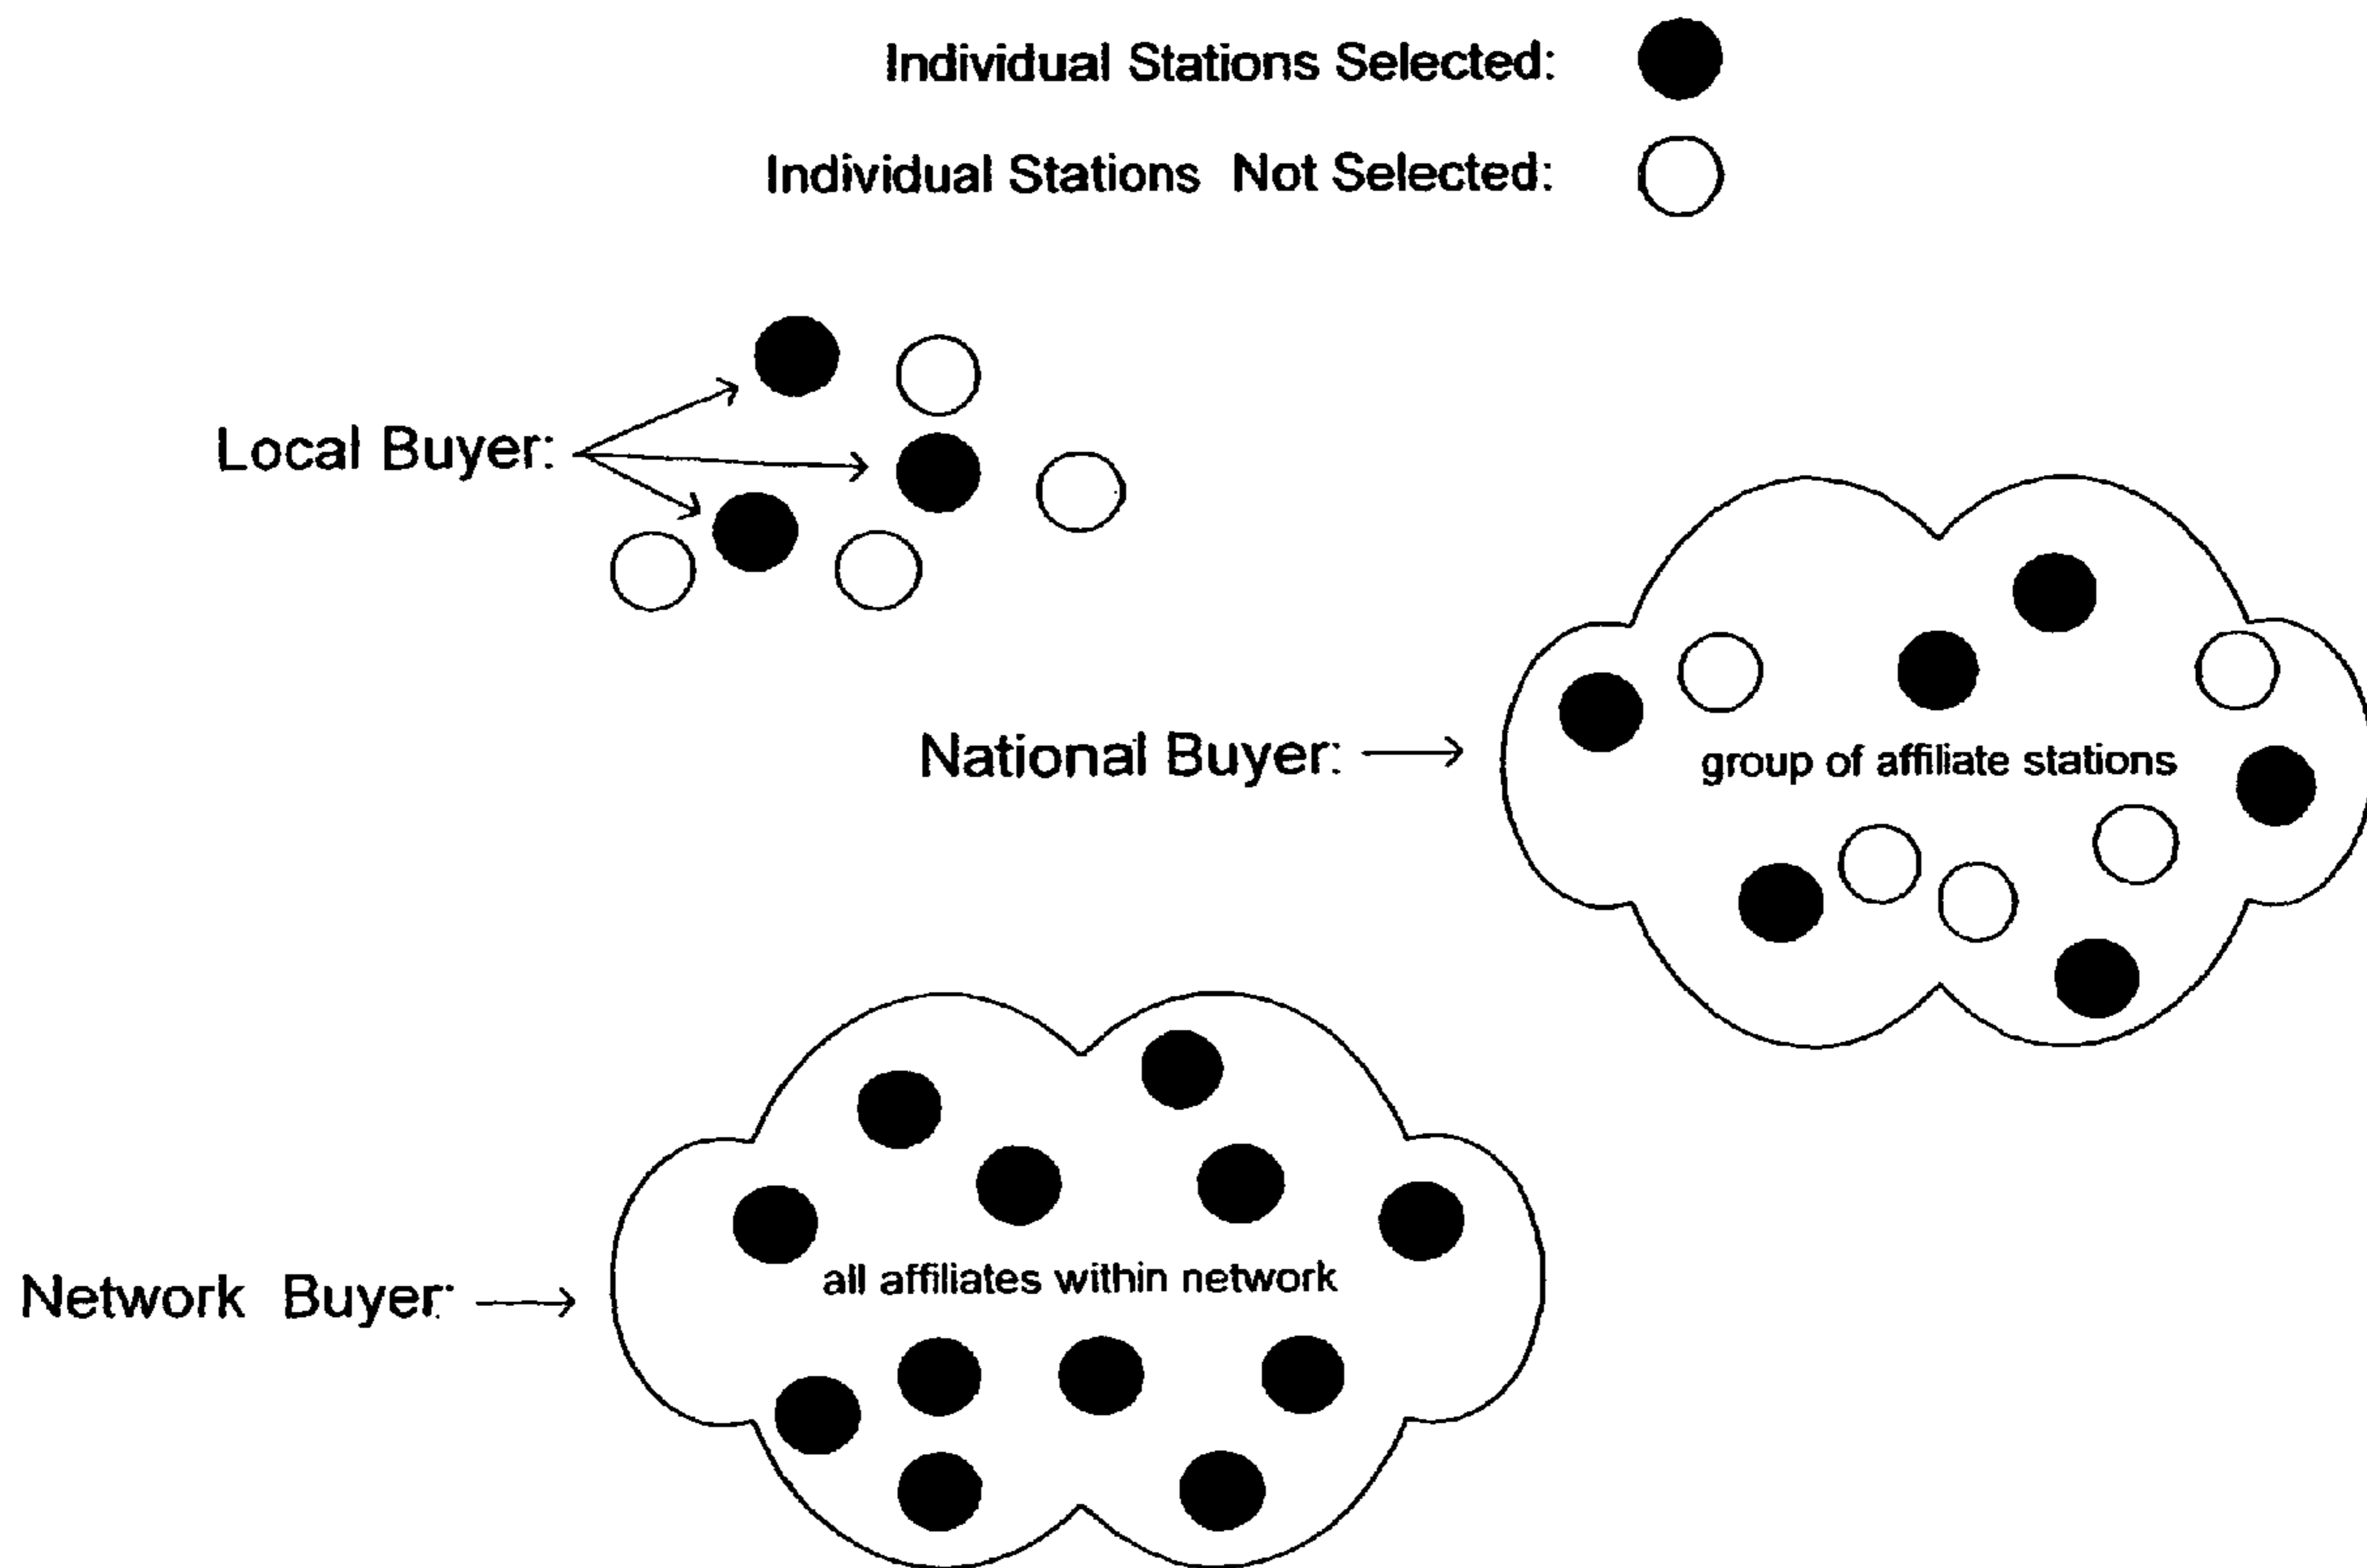 Individual Stations Selected:
Individual Stations Not Selected:
Local Buyer:
National Buyer:
group of affiliate stations
all affiliates within network
Network Buyer: